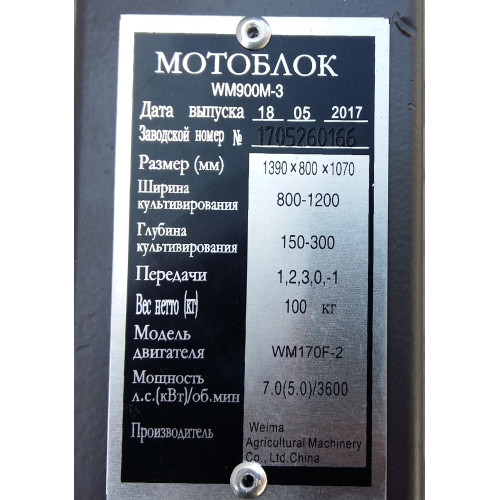 МОТОБЛОК
WM900M-3
Дата выпуска 18 05 2017
Заводской номер № 1705260166
Размер (мм) 1390×800×1070
Ширина
культивирования 800-1200
Глубина
культивирования 150-300
Передачи 1,2,3,0,-1
Вес нетто (кг) 100 кг
Модель
двигателя WM170F-2
Мощность
л.с.(кВт)/об.мин 7.0(5.0)/3600
Производитель Weima
Agricultural Machinery
Co., Ltd.China